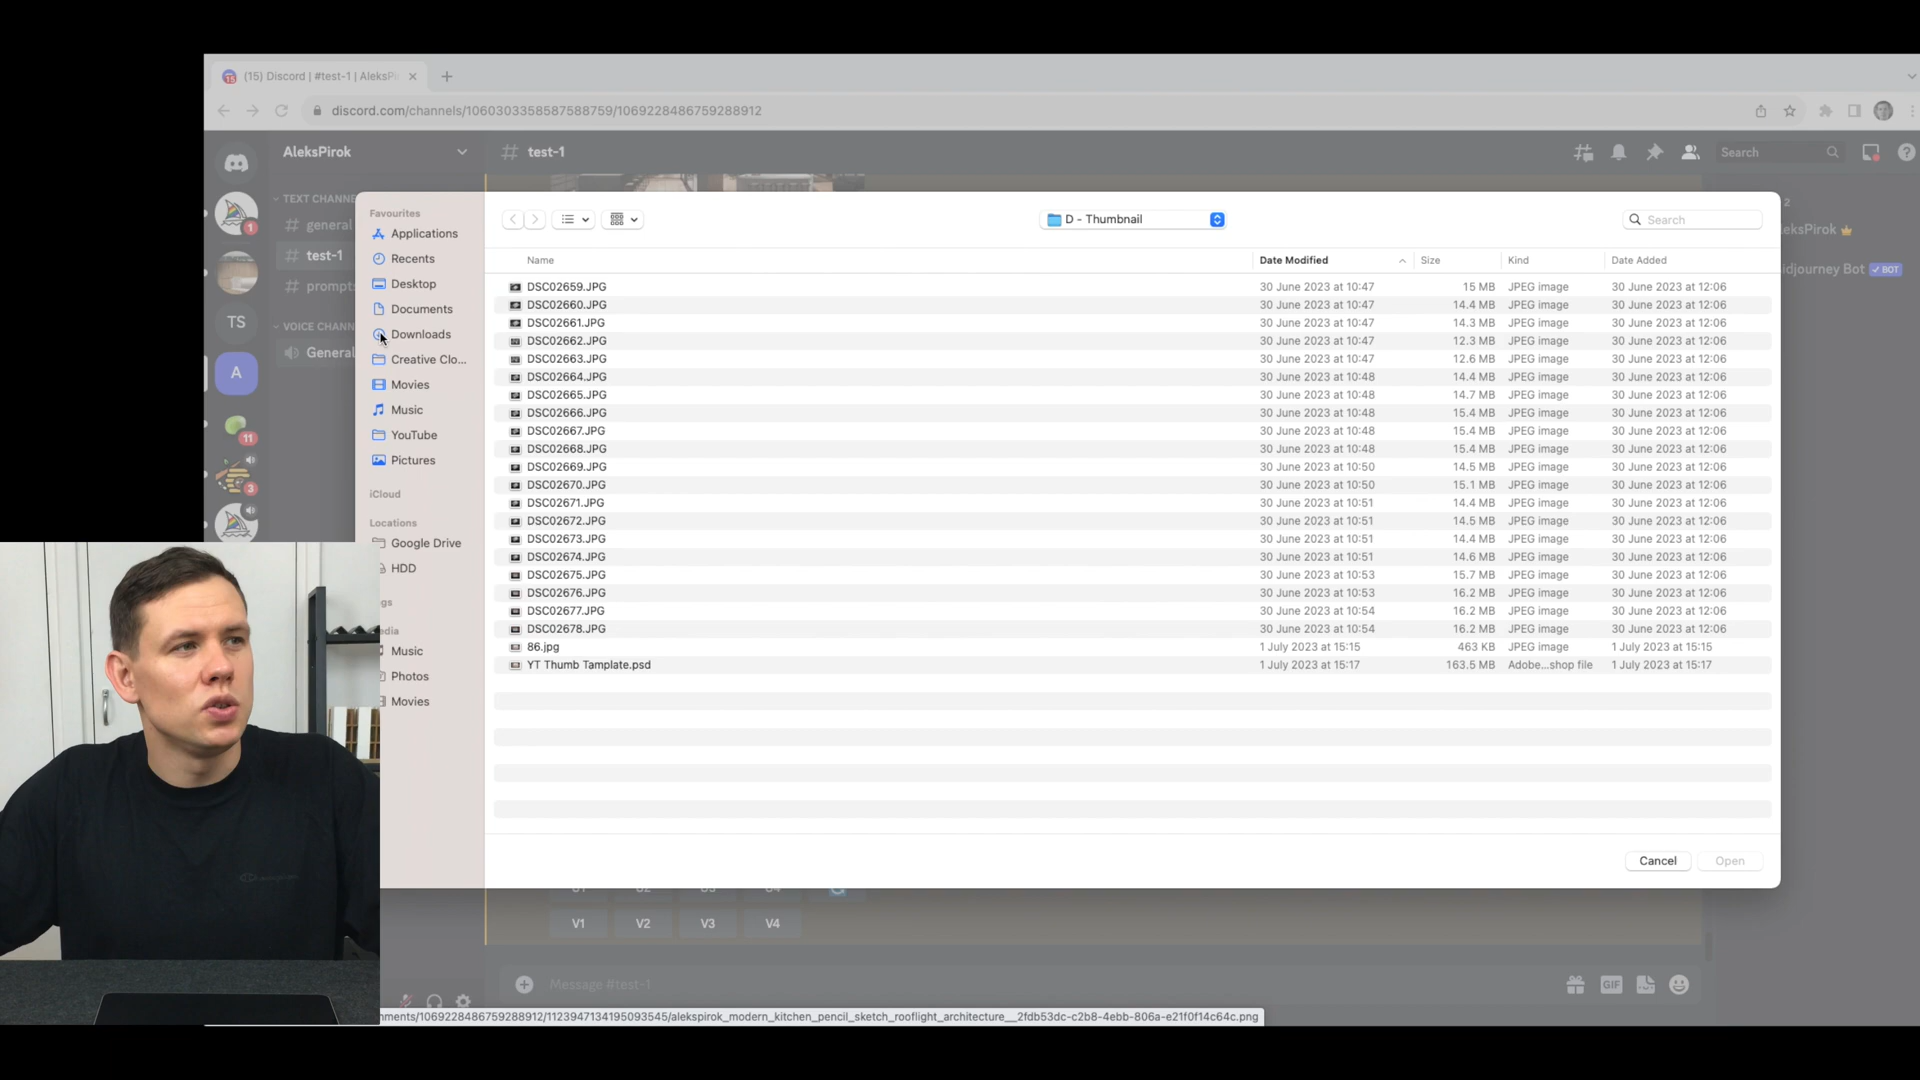 (15) Discord | #test-1 | AleksP
discord.com/channels/1060303358587588759/1069228486759288912
AleksPirok
# test-1
Search
TEXT CHANNE
# general
# test-1
# prompt
VOICE CHANN
General
1
TS
A
11
3
2
leksPirok
idjourney Bot
BOT
Favourites
Applications
Recents
Desktop
Documents
Downloads
Creative Clo...
Movies
Music
YouTube
Pictures
iCloud
Locations
Google Drive
HDD
gs
edia
Music
Photos
Movies
D - Thumbnail
Search
Name Date Modified Size Kind Date Added
DSC02659.JPG 30 June 2023 at 10:47 15 MB JPEG image 30 June 2023 at 12:06
DSC02660.JPG 30 June 2023 at 10:47 14.4 MB JPEG image 30 June 2023 at 12:06
DSC02661.JPG 30 June 2023 at 10:47 14.3 MB JPEG image 30 June 2023 at 12:06
DSC02662.JPG 30 June 2023 at 10:47 12.3 MB JPEG image 30 June 2023 at 12:06
DSC02663.JPG 30 June 2023 at 10:47 12.6 MB JPEG image 30 June 2023 at 12:06
DSC02664.JPG 30 June 2023 at 10:48 14.4 MB JPEG image 30 June 2023 at 12:06
DSC02665.JPG 30 June 2023 at 10:48 14.7 MB JPEG image 30 June 2023 at 12:06
DSC02666.JPG 30 June 2023 at 10:48 15.4 MB JPEG image 30 June 2023 at 12:06
DSC02667.JPG 30 June 2023 at 10:48 15.4 MB JPEG image 30 June 2023 at 12:06
DSC02668.JPG 30 June 2023 at 10:48 15.4 MB JPEG image 30 June 2023 at 12:06
DSC02669.JPG 30 June 2023 at 10:50 14.5 MB JPEG image 30 June 2023 at 12:06
DSC02670.JPG 30 June 2023 at 10:50 15.1 MB JPEG image 30 June 2023 at 12:06
DSC02671.JPG 30 June 2023 at 10:51 14.4 MB JPEG image 30 June 2023 at 12:06
DSC02672.JPG 30 June 2023 at 10:51 14.5 MB JPEG image 30 June 2023 at 12:06
DSC02673.JPG 30 June 2023 at 10:51 14.4 MB JPEG image 30 June 2023 at 12:06
DSC02674.JPG 30 June 2023 at 10:51 14.6 MB JPEG image 30 June 2023 at 12:06
DSC02675.JPG 30 June 2023 at 10:53 15.7 MB JPEG image 30 June 2023 at 12:06
DSC02676.JPG 30 June 2023 at 10:53 16.2 MB JPEG image 30 June 2023 at 12:06
DSC02677.JPG 30 June 2023 at 10:54 16.2 MB JPEG image 30 June 2023 at 12:06
DSC02678.JPG 30 June 2023 at 10:54 16.2 MB JPEG image 30 June 2023 at 12:06
86.jpg 1 July 2023 at 15:15 463 KB JPEG image 1 July 2023 at 15:15
YT Thumb Tamplate.psd 1 July 2023 at 15:17 163.5 MB Adobe...shop file 1 July 2023 at 15:17
Cancel Open
V1 V2 V3 V4
Message #test-1
GIF
ments/1069228486759288912/1123947134195093545/alekspirok_modern_kitchen_pencil_sketch_rooflight_architecture__2fdb53dc-c2b8-4ebb-806a-e21f0f14c64c.png